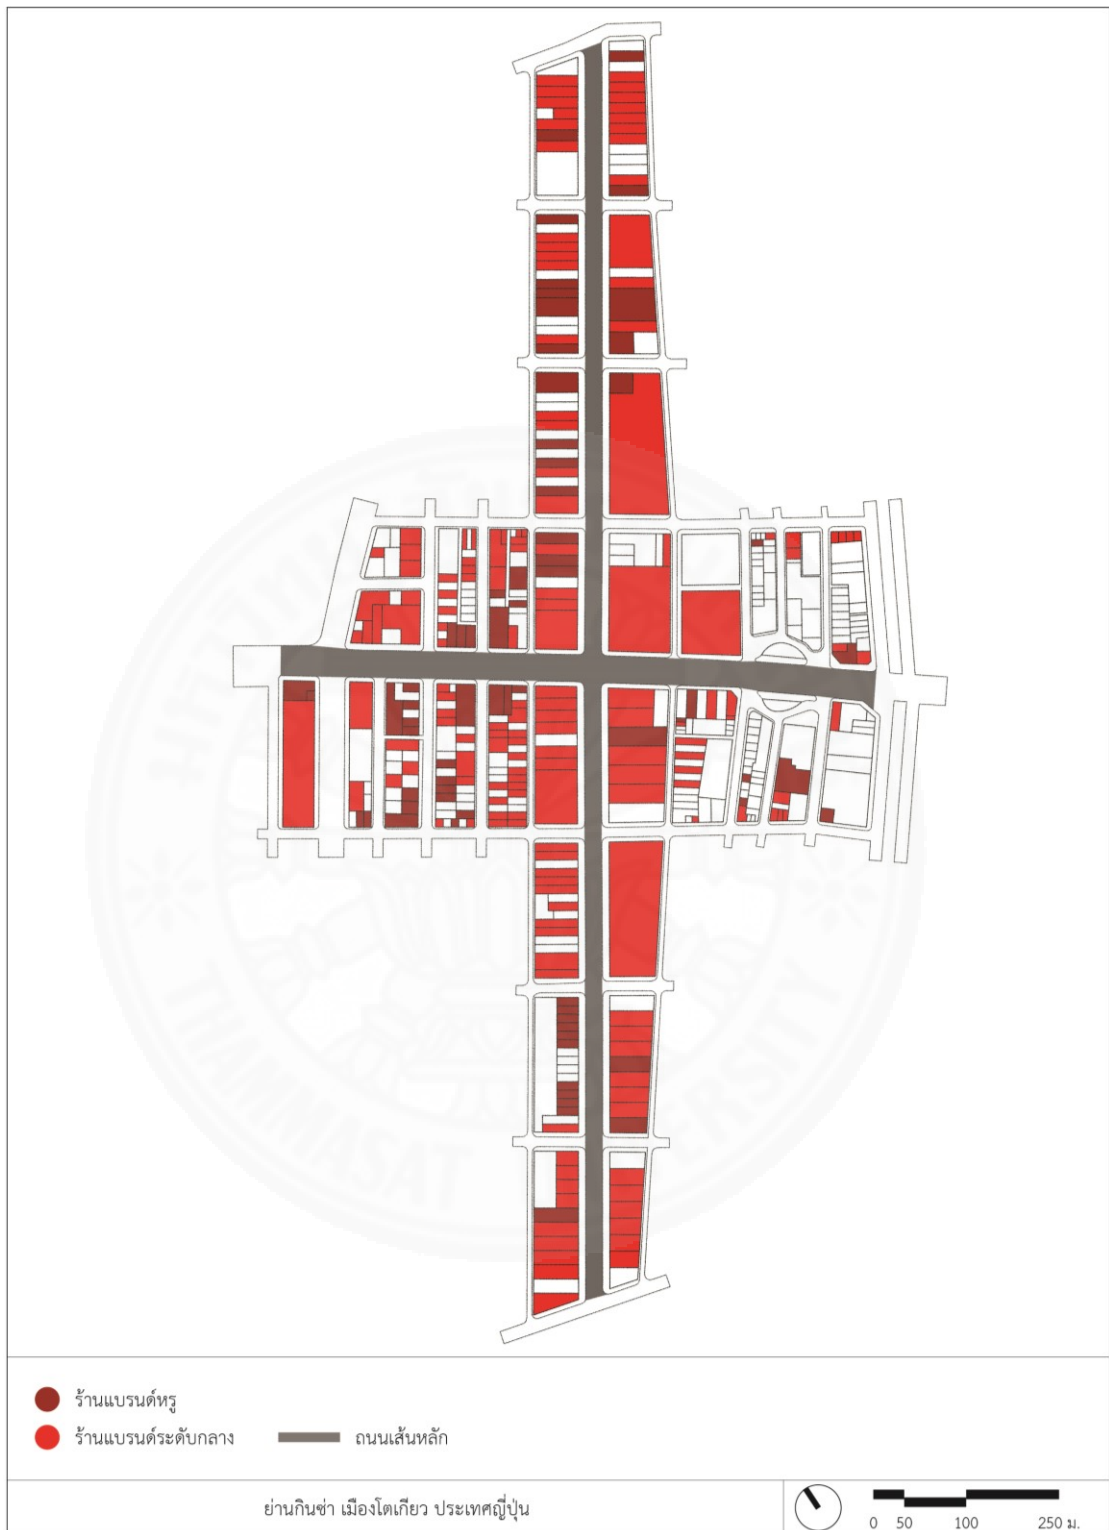 THAMMASAT UNIVERSITY
ร้านแบรนด์หรู
ร้านแบรนด์ระดับกลาง
ถนนเส้นหลัก
ย่านกินซ่า เมืองโตเกียว ประเทศญี่ปุ่น
0 50 100 250 ม.